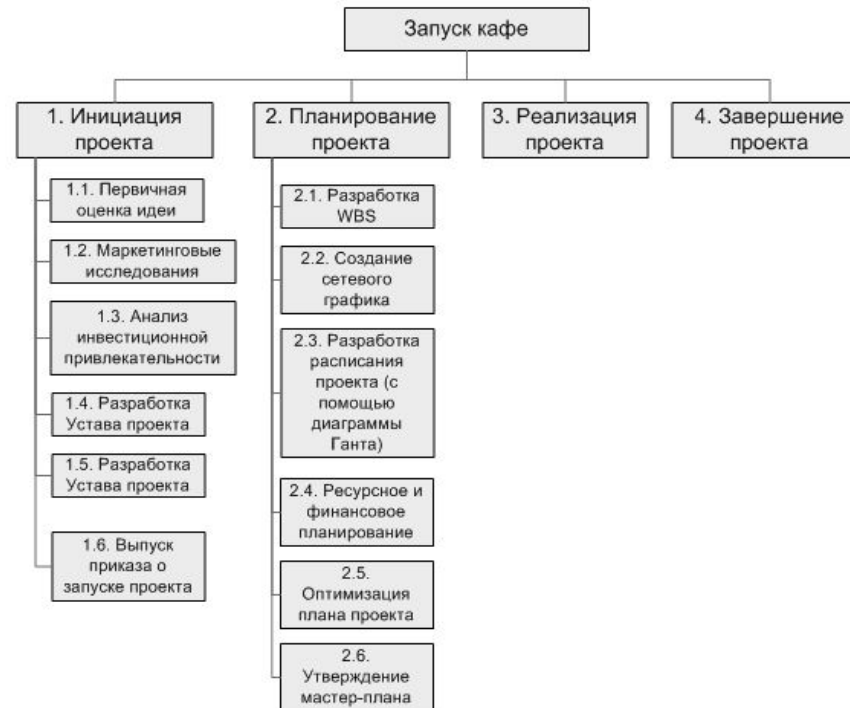 Запуск кафе
1. Инициация
проекта
2. Планирование
проекта
3. Реализация
проекта
4. Завершение
проекта
1.1. Первичная
оценка идеи
1.2. Маркетинговые
исследования
1.3. Анализ
инвестиционной
привлекательности
1.4. Разработка
Устава проекта
1.5. Разработка
Устава проекта
1.6. Выпуск
приказа о
запуске проекта
2.1. Разработка
WBS
2.2. Создание
сетевого
графика
2.3. Разработка
расписания
проекта (с
помощью
диаграммы
Ганта)
2.4. Ресурсное и
финансовое
планирование
2.5.
Оптимизация
плана проекта
2.6.
Утверждение
мастер-плана